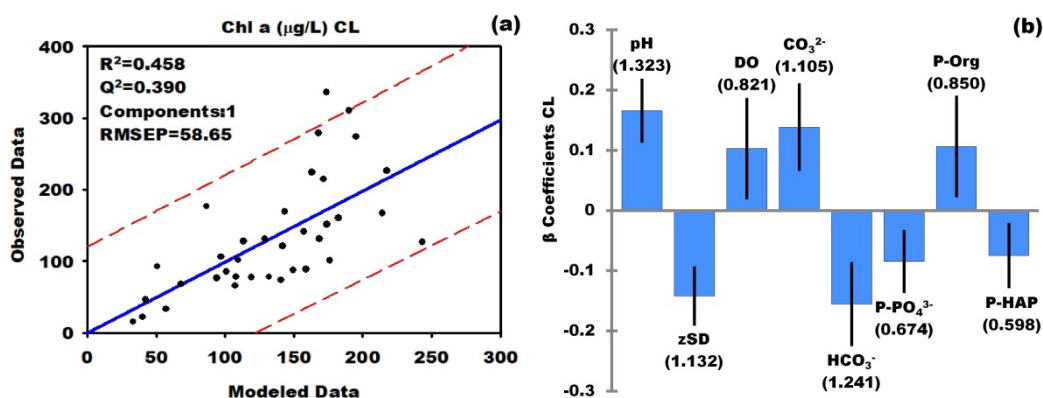 Chl a (µg/L) CL
(a)
R²=0.458
Q²=0.390
Components:1
RMSEP=58.65
Observed Data
400
300
200
100
0
0 50 100 150 200 250 300
Modeled Data
(b)
β Coefficients CL
0.3
0.2
0.1
0
-0.1
-0.2
-0.3
pH
(1.323)
zSD
(1.132)
DO
(0.821)
CO₃²⁻
(1.105)
HCO₃⁻
(1.241)
P-PO₄³⁻
(0.674)
P-Org
(0.850)
P-HAP
(0.598)